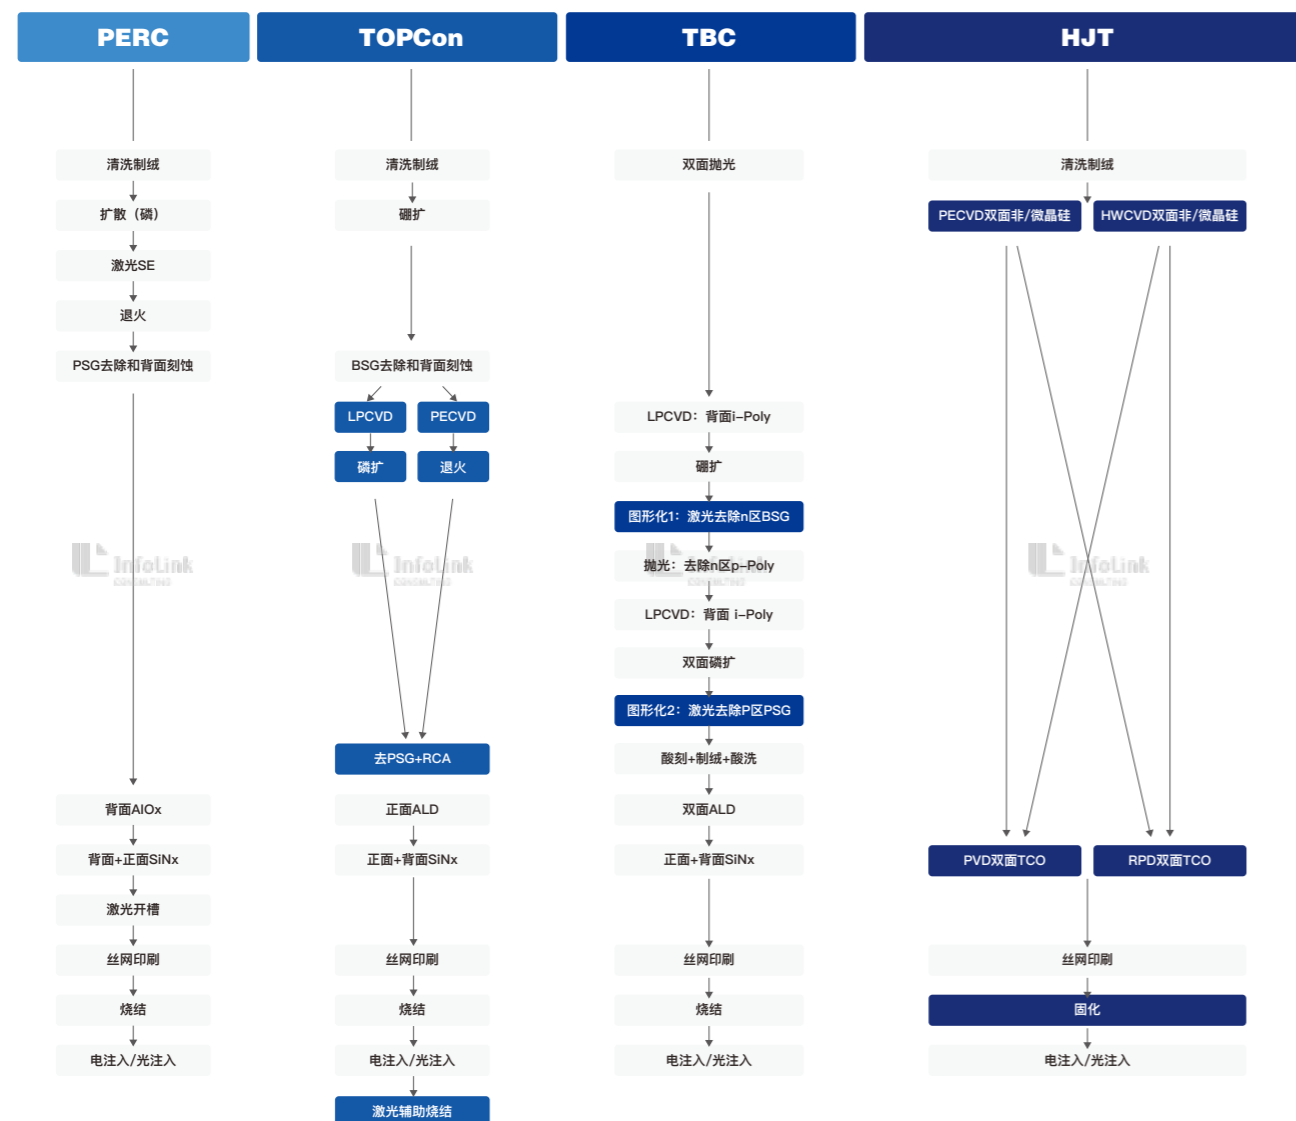 PERC
TOPCon
TBC
HJT
清洗制绒
扩散（磷）
激光SE
退火
PSG去除和背面刻蚀
背面AlOx
背面+正面SiNx
激光开槽
丝网印刷
烧结
电注入/光注入
清洗制绒
硼扩
BSG去除和背面刻蚀
LPCVD
PECVD
磷扩
退火
去PSG+RCA
正面ALD
正面+背面SiNx
丝网印刷
烧结
电注入/光注入
激光辅助烧结
双面抛光
LPCVD：背面i-Poly
硼扩
图形化1：激光去除n区BSG
抛光：去除n区p-Poly
LPCVD：背面 i-Poly
双面磷扩
图形化2：激光去除P区PSG
酸刻+制绒+酸洗
双面ALD
正面+背面SiNx
丝网印刷
烧结
电注入/光注入
清洗制绒
PECVD双面非/微晶硅
HWCVD双面非/微晶硅
PVD双面TCO
RPD双面TCO
丝网印刷
固化
电注入/光注入
InfoLink
CONSULTING
InfoLink
CONSULTING
InfoLink
CONSULTING
InfoLink
CONSULTING